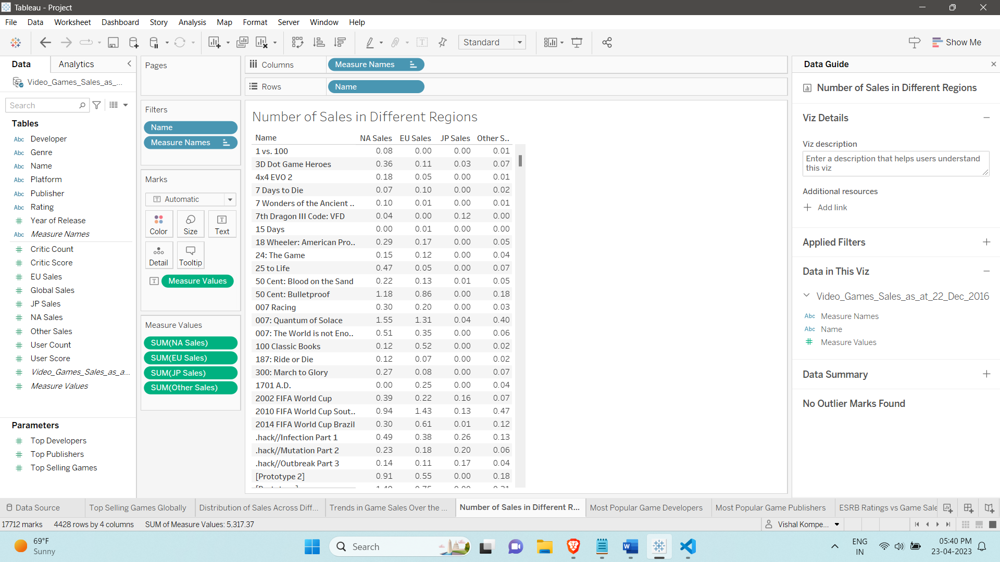 Tableau - Project
File Data Worksheet Dashboard Story Analysis Map Format Server Window Help
Standard
Show Me
Data Analytics
Video_Games_Sales_as_...
Search
Tables
Abc Developer
Abc Genre
Abc Name
Abc Platform
Abc Publisher
Abc Rating
# Year of Release
Abc Measure Names
# Critic Count
# Critic Score
# EU Sales
# Global Sales
# JP Sales
# NA Sales
# Other Sales
# User Count
# User Score
# Video_Games_Sales_as_a...
# Measure Values
Parameters
# Top Developers
# Top Publishers
# Top Selling Games
Pages
Filters
Name
Measure Names
Marks
T Automatic
Color Size T Text
Detail Tooltip
T Measure Values
Measure Values
SUM(NA Sales)
SUM(EU Sales)
SUM(JP Sales)
SUM(Other Sales)
Columns Measure Names
Rows Name
Number of Sales in Different Regions
Name NA Sales EU Sales JP Sales Other S..
1 vs. 100 0.08 0.00 0.00 0.01
3D Dot Game Heroes 0.36 0.11 0.03 0.07
4x4 EVO 2 0.18 0.05 0.00 0.01
7 Days to Die 0.07 0.10 0.00 0.02
7 Wonders of the Ancient .. 0.10 0.01 0.00 0.01
7th Dragon III Code: VFD 0.04 0.00 0.12 0.00
15 Days 0.00 0.01 0.00 0.00
18 Wheeler: American Pro.. 0.29 0.17 0.00 0.05
24: The Game 0.15 0.12 0.00 0.04
25 to Life 0.47 0.05 0.00 0.07
50 Cent: Blood on the Sand 0.22 0.13 0.01 0.05
50 Cent: Bulletproof 1.18 0.86 0.00 0.18
007 Racing 0.30 0.20 0.00 0.03
007: Quantum of Solace 1.55 1.31 0.04 0.40
007: The World is not Eno.. 0.51 0.35 0.00 0.06
100 Classic Books 0.12 0.52 0.00 0.02
187: Ride or Die 0.12 0.07 0.00 0.02
300: March to Glory 0.27 0.08 0.00 0.07
1701 A.D. 0.00 0.25 0.00 0.04
2002 FIFA World Cup 0.39 0.22 0.16 0.07
2010 FIFA World Cup Sout.. 0.94 1.43 0.13 0.47
2014 FIFA World Cup Brazil 0.30 0.61 0.01 0.12
.hack//Infection Part 1 0.49 0.38 0.26 0.13
.hack//Mutation Part 2 0.23 0.18 0.20 0.06
.hack//Outbreak Part 3 0.14 0.11 0.17 0.04
[Prototype 2] 0.91 0.55 0.00 0.18
Data Guide
Number of Sales in Different Regions
Viz Details
Viz description
Enter a description that helps users understand
this viz
Additional resources
Add link
Applied Filters
Data in This Viz
Video_Games_Sales_as_at_22_Dec_2016
Abc Measure Names
Abc Name
# Measure Values
Data Summary
No Outlier Marks Found
Data Source Top Selling Games Globally Distribution of Sales Across Diff... Trends in Game Sales Over the ... Number of Sales in Different R... Most Popular Game Developers Most Popular Game Publishers ESRB Ratings vs Game Sale
17712 marks 4428 rows by 4 columns SUM of Measure Values: 5,317.37
Vishal Kompe...
69°F
Sunny
Search
ENG
IN
05:40 PM
23-04-2023